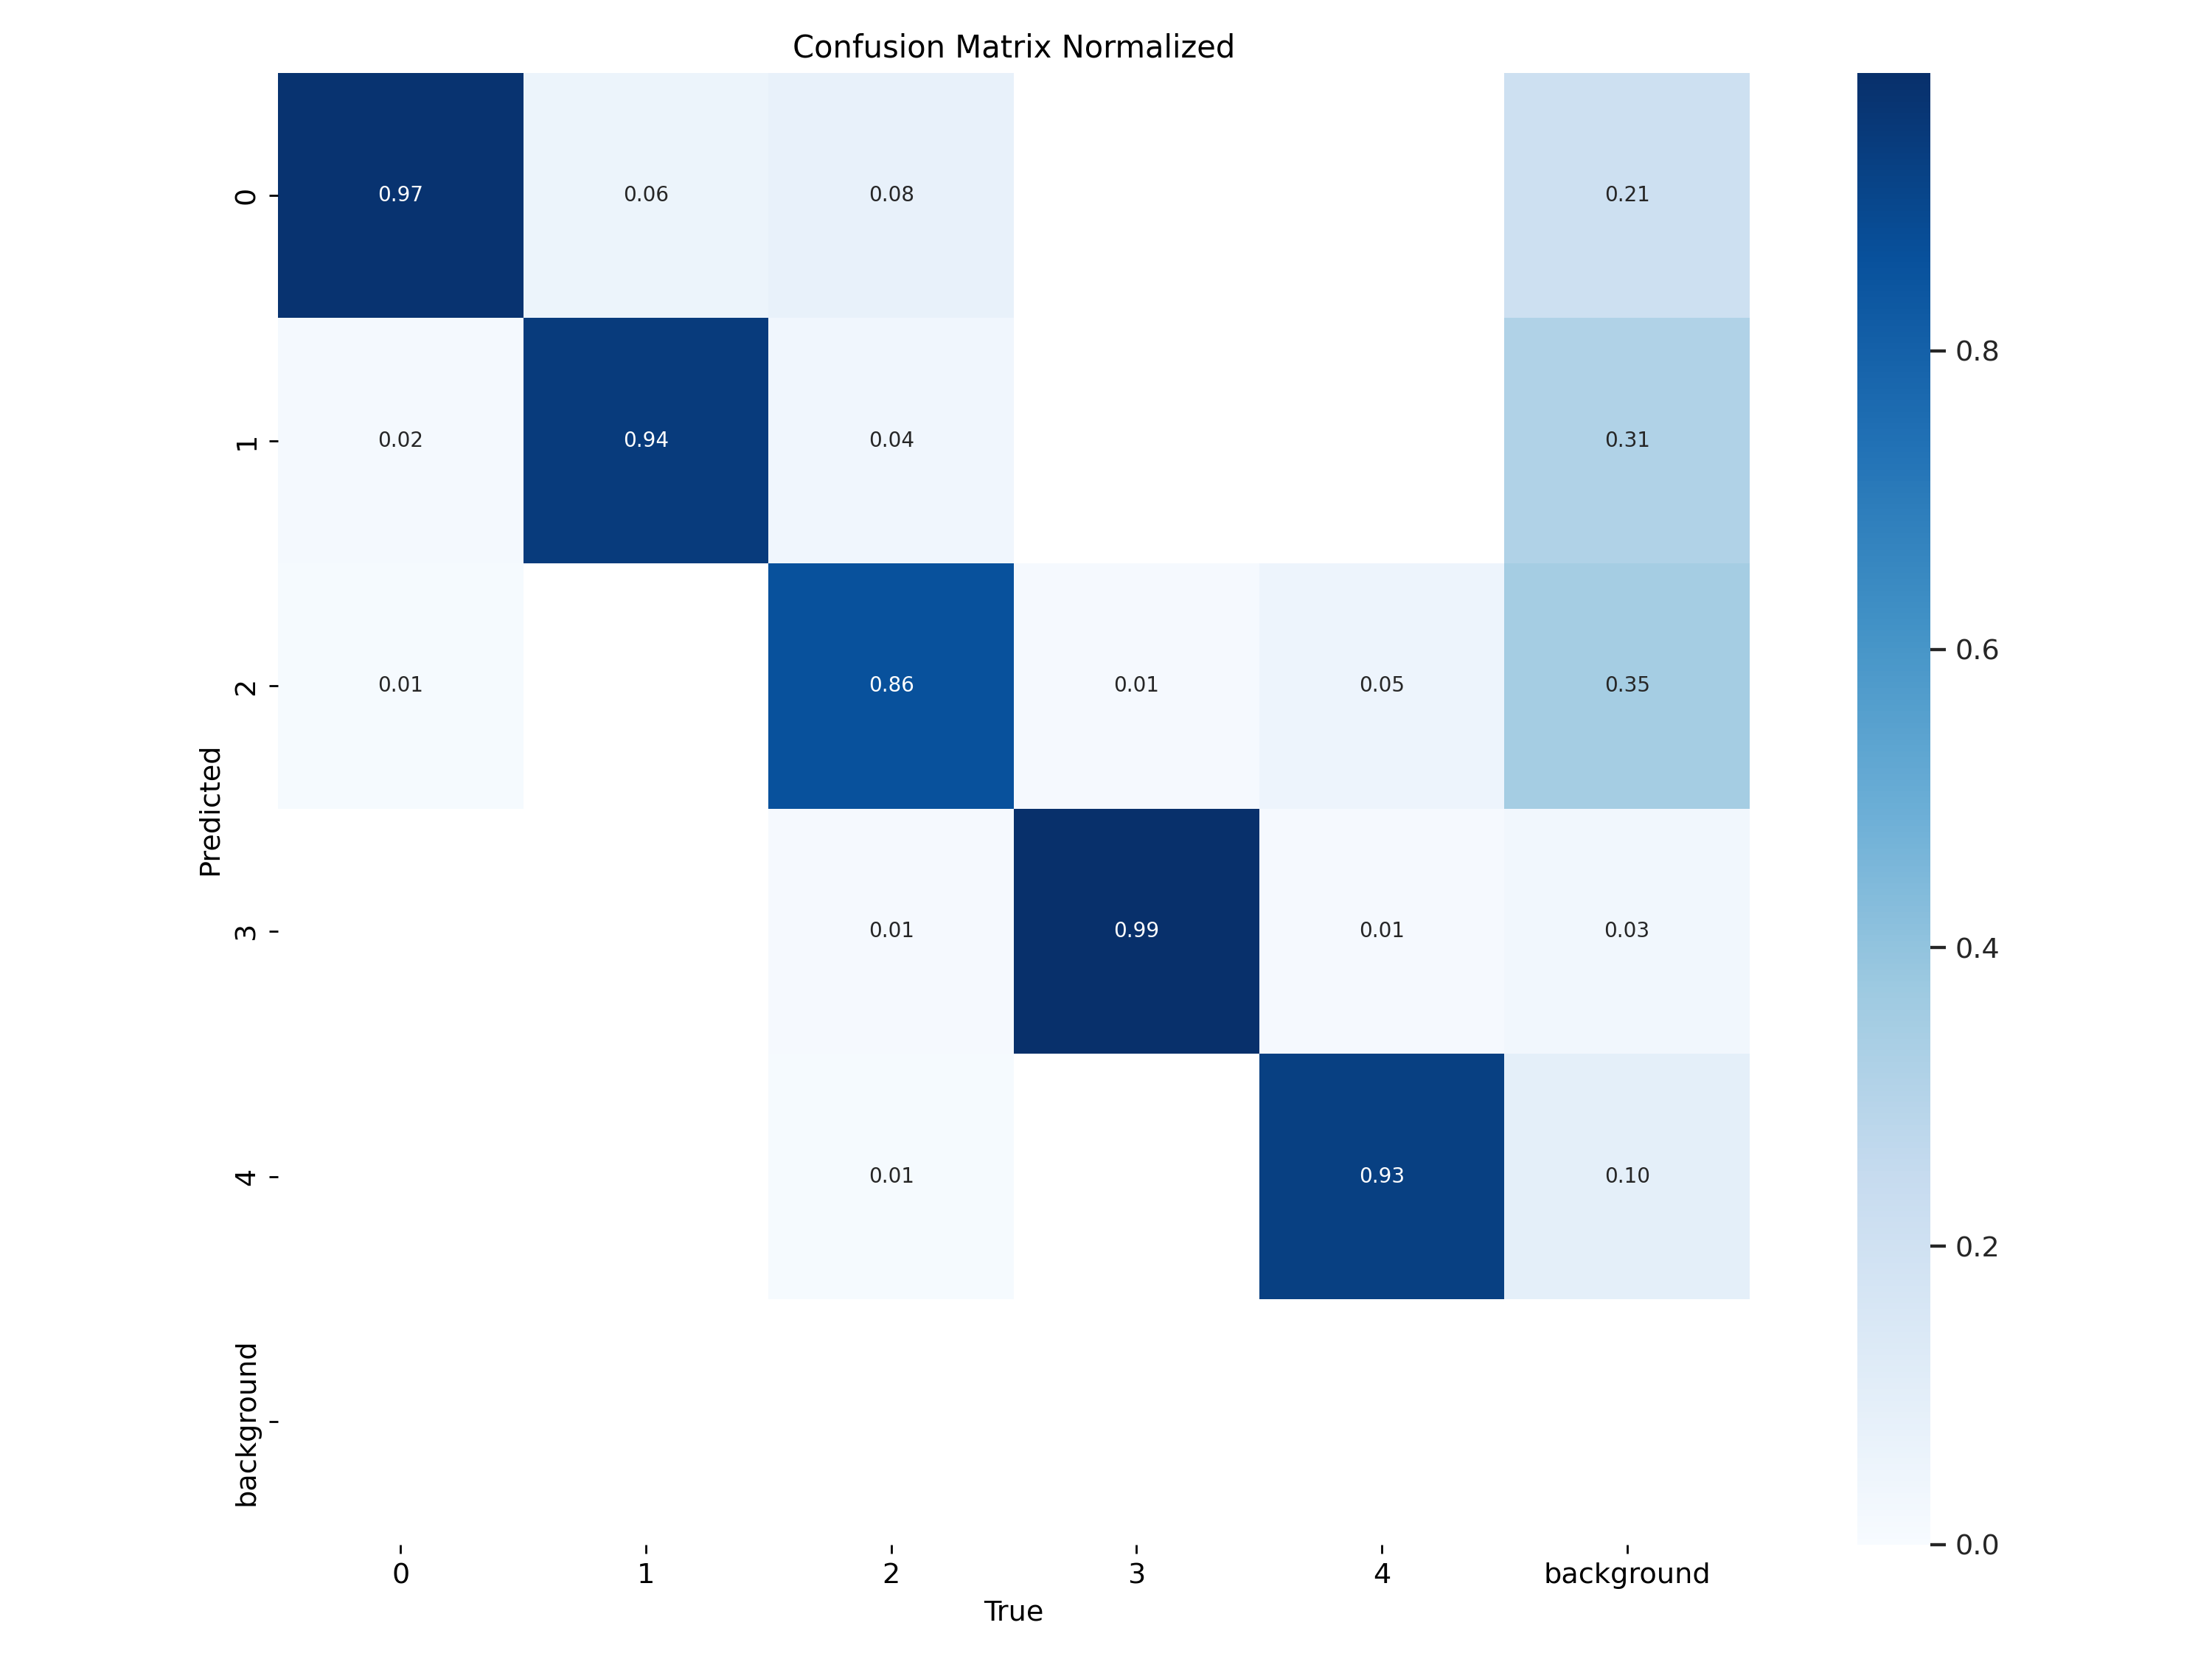 Confusion Matrix Normalized
0 0.97 0.06 0.08 0.21
1 0.02 0.94 0.04 0.31
2 0.01 0.86 0.01 0.05 0.35
3 0.01 0.99 0.01 0.03
4 0.01 0.93 0.10
background
Predicted
0 1 2 3 4 background
True
0.8
0.6
0.4
0.2
0.0